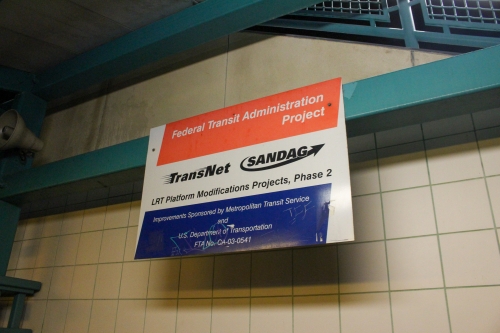 Federal Transit Administration
Project
TransNet SANDAG
LRT Platform Modifications Projects, Phase 2
Improvements Sponsored by Metropolitan Transit Service
and
U.S. Department of Transportation
FTA No. CA-03-0541